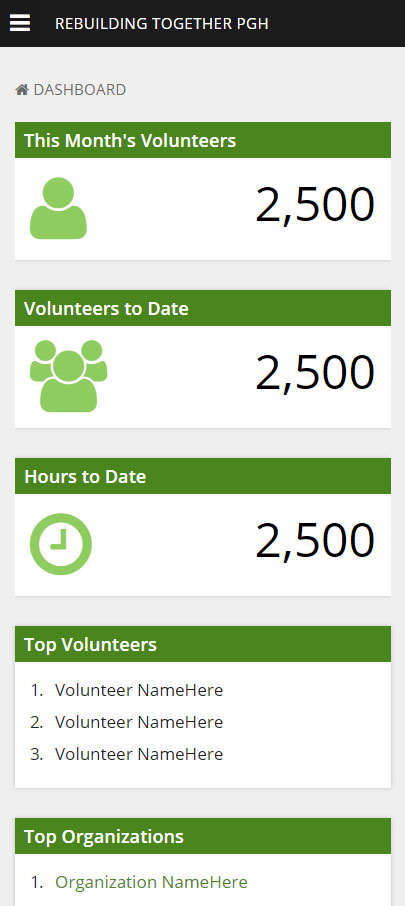 REBUILDING TOGETHER PGH
DASHBOARD
This Month's Volunteers
2,500
Volunteers to Date
2,500
Hours to Date
2,500
Top Volunteers
1. Volunteer NameHere
2. Volunteer NameHere
3. Volunteer NameHere
Top Organizations
1. Organization NameHere